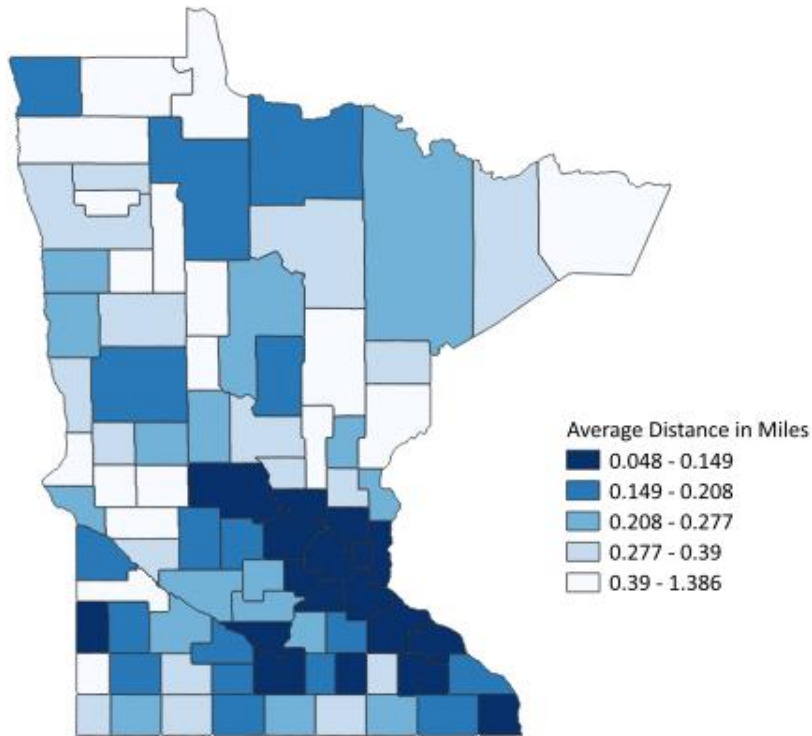 Average Distance in Miles
0.048 - 0.149
0.149 - 0.208
0.208 - 0.277
0.277 - 0.39
0.39 - 1.386